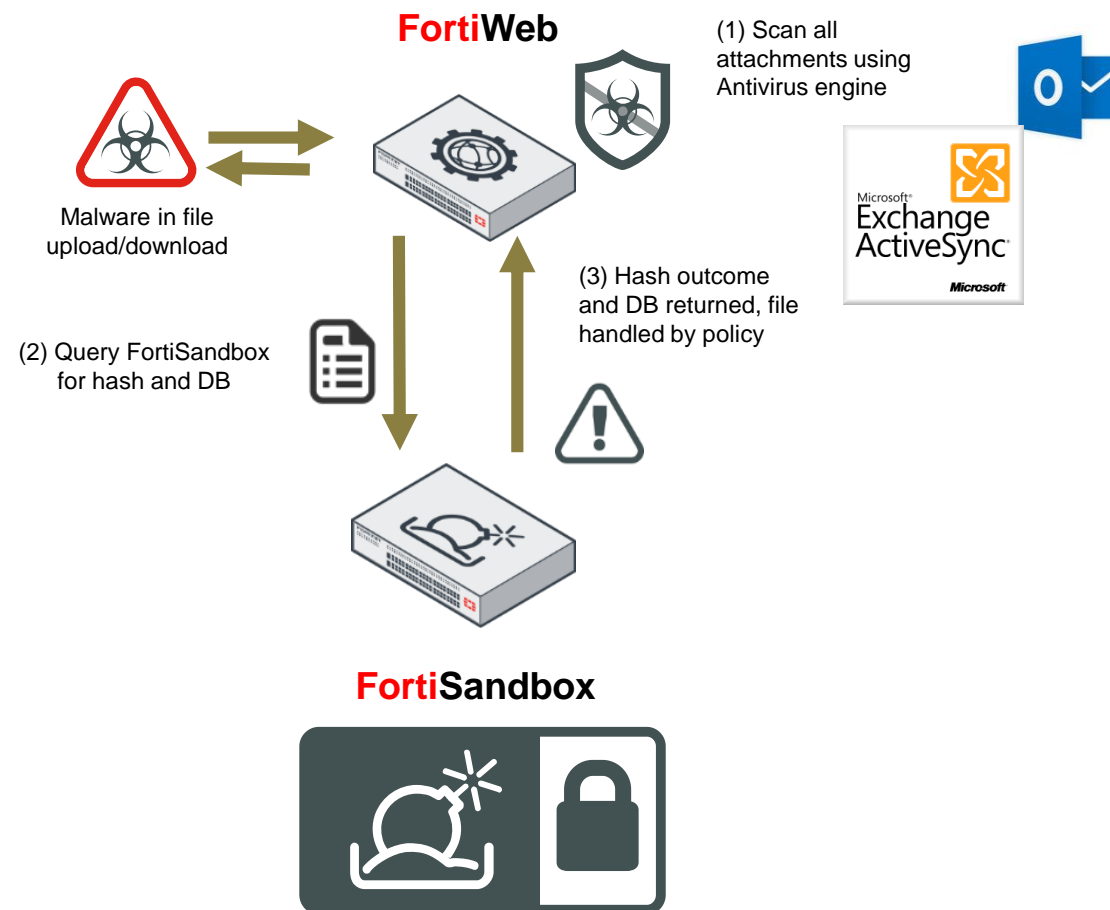 FortiWeb
(1) Scan all
attachments using
Antivirus engine
O
Microsoft®
Exchange
ActiveSync®
Microsoft
Malware in file
upload/download
(2) Query FortiSandbox
for hash and DB
(3) Hash outcome
and DB returned, file
handled by policy
FortiSandbox